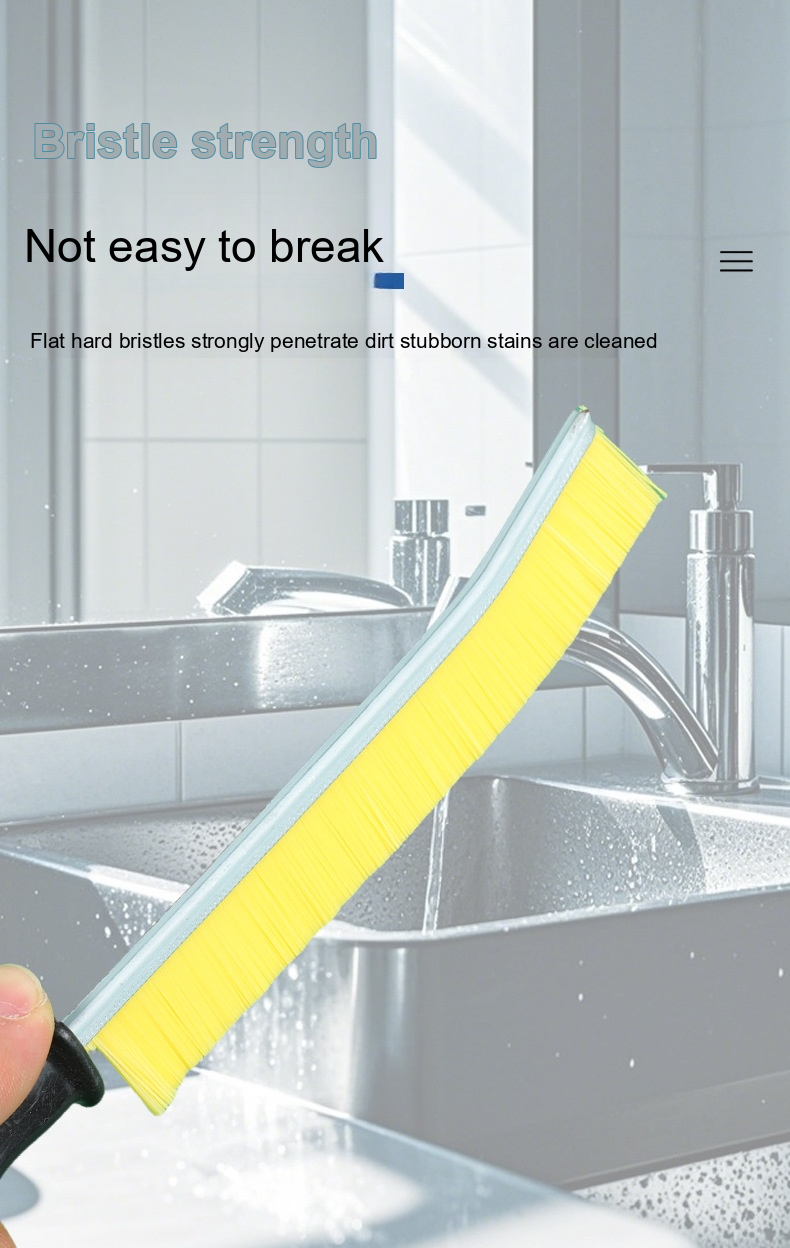 Bristle strength
Not easy to break
Flat hard bristles strongly penetrate dirt stubborn stains are cleaned